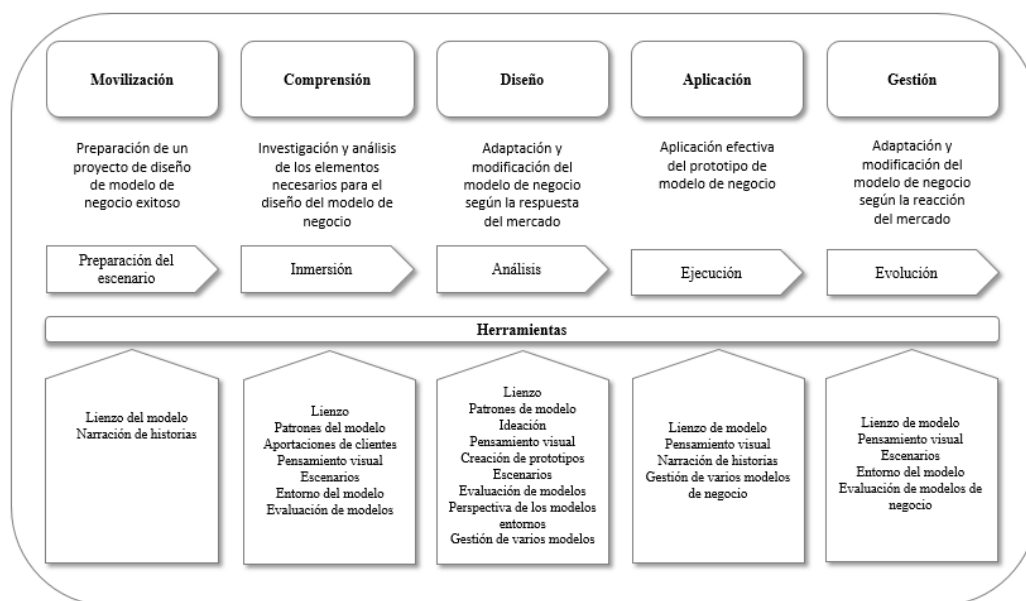 Movilización
Comprensión
Diseño
Aplicación
Gestión
Preparación de un
proyecto de diseño
de modelo de
negocio exitoso
Investigación y análisis
de los elementos
necesarios para el
diseño del modelo de
negocio
Adaptación y
modificación del
modelo de negocio
según la respuesta
del mercado
Aplicación efectiva
del prototipo de
modelo de negocio
Adaptación y
modificación del
modelo de negocio
según la reacción
del mercado
Preparación del
escenario
Inmersión
Análisis
Ejecución
Evolución
Herramientas
Lienzo del modelo
Narración de historias
Lienzo
Patrones del modelo
Aportaciones de clientes
Pensamiento visual
Escenarios
Entorno del modelo
Evaluación de modelos
Lienzo
Patrones de modelo
Ideación
Pensamiento visual
Creación de prototipos
Escenarios
Evaluación de modelos
Perspectiva de los modelos
entornos
Gestión de varios modelos
Lienzo de modelo
Pensamiento visual
Narración de historias
Gestión de varios modelos
de negocio
Lienzo de modelo
Pensamiento visual
Escenarios
Entorno del modelo
Evaluación de modelos de
negocio